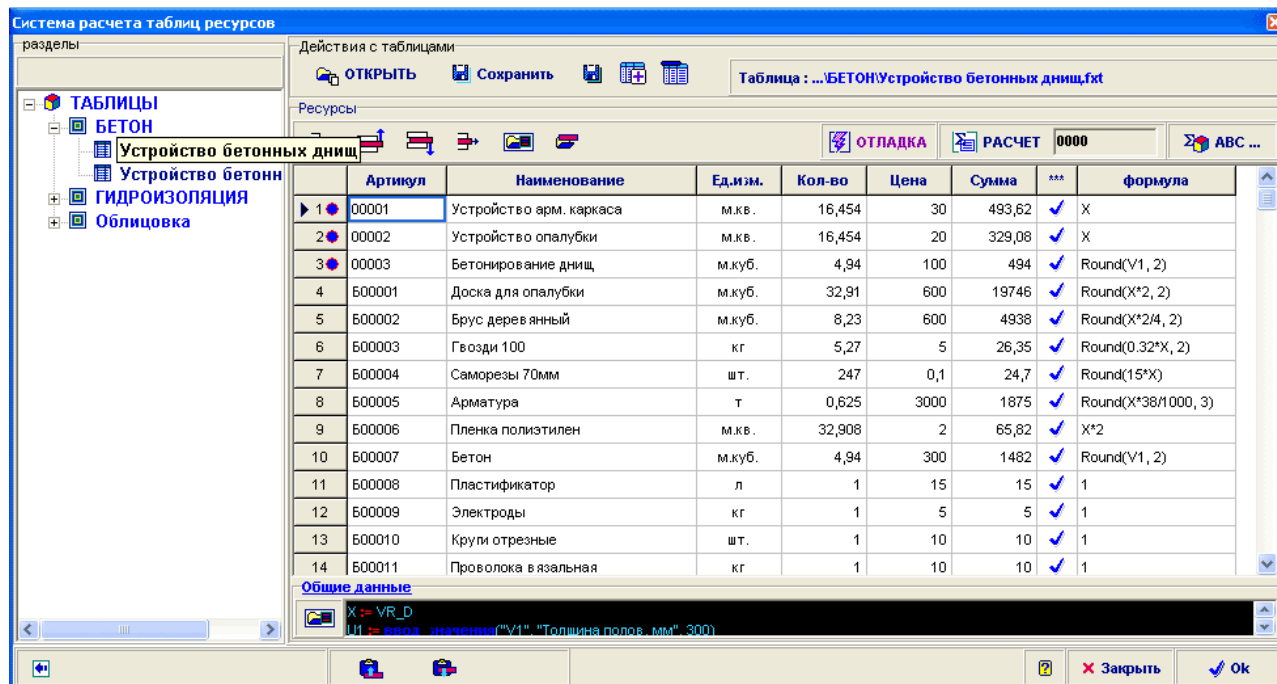 Система расчета таблиц ресурсов
разделы
Действия с таблицами
ОТКРЫТЬ Сохранить Таблица : ...\БЕТОН\Устройство бетонных днищ.fxt
ТАБЛИЦЫ
БЕТОН
Устройство бетонных днищ
Устройство бетонн
ГИДРОИЗОЛЯЦИЯ
Облицовка
Ресурсы
ОТЛАДКА РАСЧЕТ 0000 ABC ...
Артикул Наименование Ед.изм. Кол-во Цена Сумма *** формула
1 00001 Устройство арм. каркаса м.кв. 16,454 30 493,62 X
2 00002 Устройство опалубки м.кв. 16,454 20 329,08 X
3 00003 Бетонирование днищ м.куб. 4,94 100 494 Round(V1, 2)
4 Б00001 Доска для опалубки м.куб. 32,91 600 19746 Round(X*2, 2)
5 Б00002 Брус деревянный м.куб. 8,23 600 4938 Round(X*2/4, 2)
6 Б00003 Гвозди 100 кг 5,27 5 26,35 Round(0.32*X, 2)
7 Б00004 Саморезы 70мм шт. 247 0,1 24,7 Round(15*X)
8 Б00005 Арматура т 0,625 3000 1875 Round(X*38/1000, 3)
9 Б00006 Пленка полиэтилен м.кв. 32,908 2 65,82 X*2
10 Б00007 Бетон м.куб. 4,94 300 1482 Round(V1, 2)
11 Б00008 Пластификатор л 1 15 15 1
12 Б00009 Электроды кг 1 5 5 1
13 Б00010 Круги отрезные шт. 1 10 10 1
14 Б00011 Проволока вязальная кг 1 10 10 1
Общие данные
X := VR_D
U1 := ввод_значения("V1", "Толщина полов, мм", 300)
? Закрыть Ok